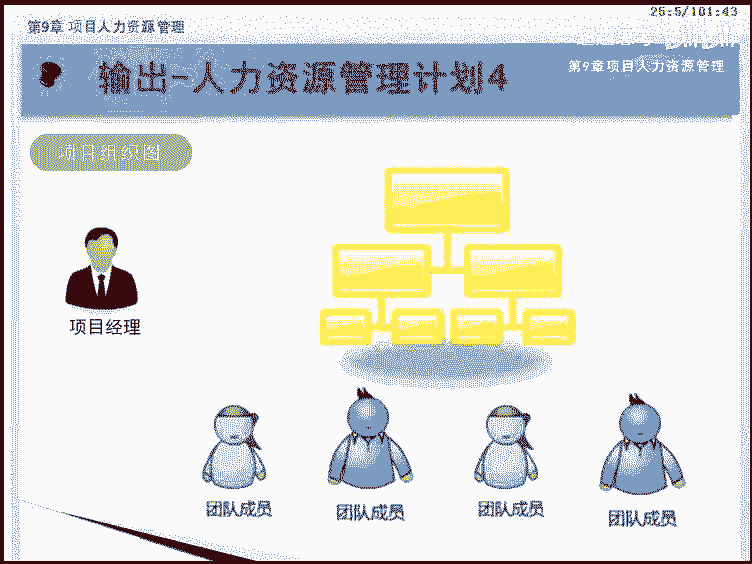 25:5/101:43
第9章 项目人力资源管理
输出-人力资源管理计划4
第9章项目人力资源管理
项目组织图
项目经理
团队成员
团队成员
团队成员
团队成员